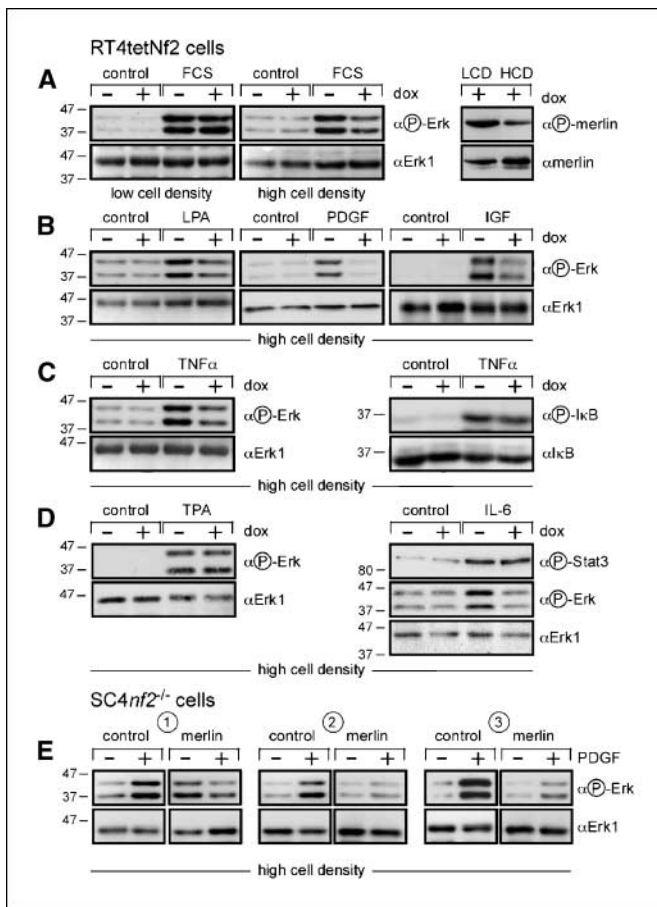 RT4tetNf2 cells
A control FCS control FCS LCD HCD
− + − + − + − + dox + + dox
47
37
αⓅ-Erk αⓅ-merlin
47
37
αErk1 αmerlin
low cell density high cell density
B control LPA control PDGF control IGF
− + − + − + − + − + − + dox
47
37
αⓅ-Erk
47
37
αErk1
high cell density
C control TNFα control TNFα
− + − + dox − + − + dox
47
37
αⓅ-Erk 37 αⓅ-IκB
47
αErk1 37 αIκB
high cell density
D control TPA control IL-6
− + − + dox − + − + dox
47
37
αⓅ-Erk 80 αⓅ-Stat3
47
αErk1 47
37
αⓅ-Erk
47
37
αErk1
high cell density
SC4nf2-/- cells
① ② ③
E control merlin control merlin control merlin
− + − + − + − + − + − + PDGF
47
37
αⓅ-Erk
47
αErk1
high cell density